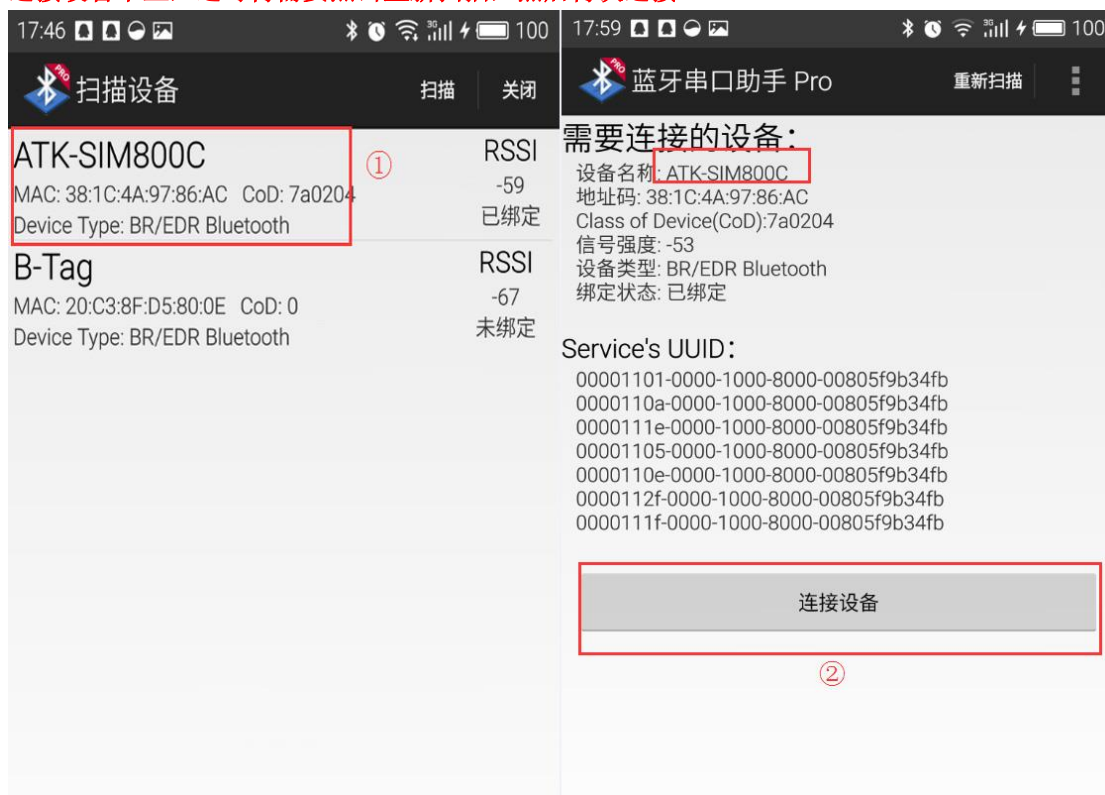 17:46
100
扫描设备
扫描
关闭
ATK-SIM800C
RSSI
①
MAC: 38:1C:4A:97:86:AC CoD: 7a0204
-59
Device Type: BR/EDR Bluetooth
已绑定
B-Tag
RSSI
MAC: 20:C3:8F:D5:80:0E CoD: 0
-67
Device Type: BR/EDR Bluetooth
未绑定
17:59
100
蓝牙串口助手 Pro
重新扫描
需要连接的设备：
设备名称: ATK-SIM800C
地址码: 38:1C:4A:97:86:AC
Class of Device(CoD):7a0204
信号强度: -53
设备类型: BR/EDR Bluetooth
绑定状态: 已绑定
Service's UUID：
00001101-0000-1000-8000-00805f9b34fb
0000110a-0000-1000-8000-00805f9b34fb
0000111e-0000-1000-8000-00805f9b34fb
00001105-0000-1000-8000-00805f9b34fb
0000110e-0000-1000-8000-00805f9b34fb
0000112f-0000-1000-8000-00805f9b34fb
0000111f-0000-1000-8000-00805f9b34fb
连接设备
②